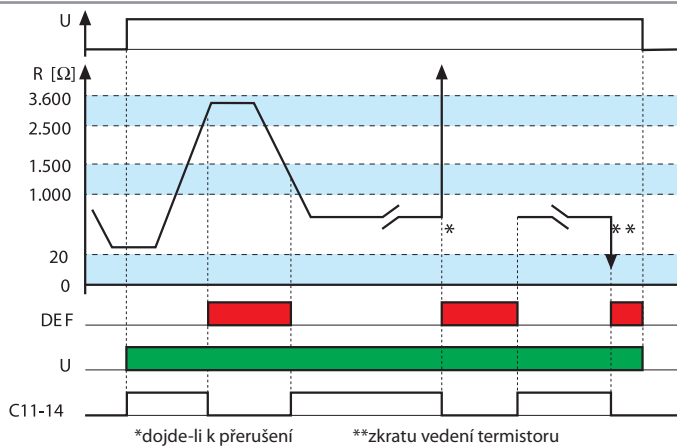 U
R [Ω]
3.600
2.500
1.500
1.000
*
**
20
0
DEF
U
C11-14
*dojde-li k přerušení **zkratu vedení termistoru